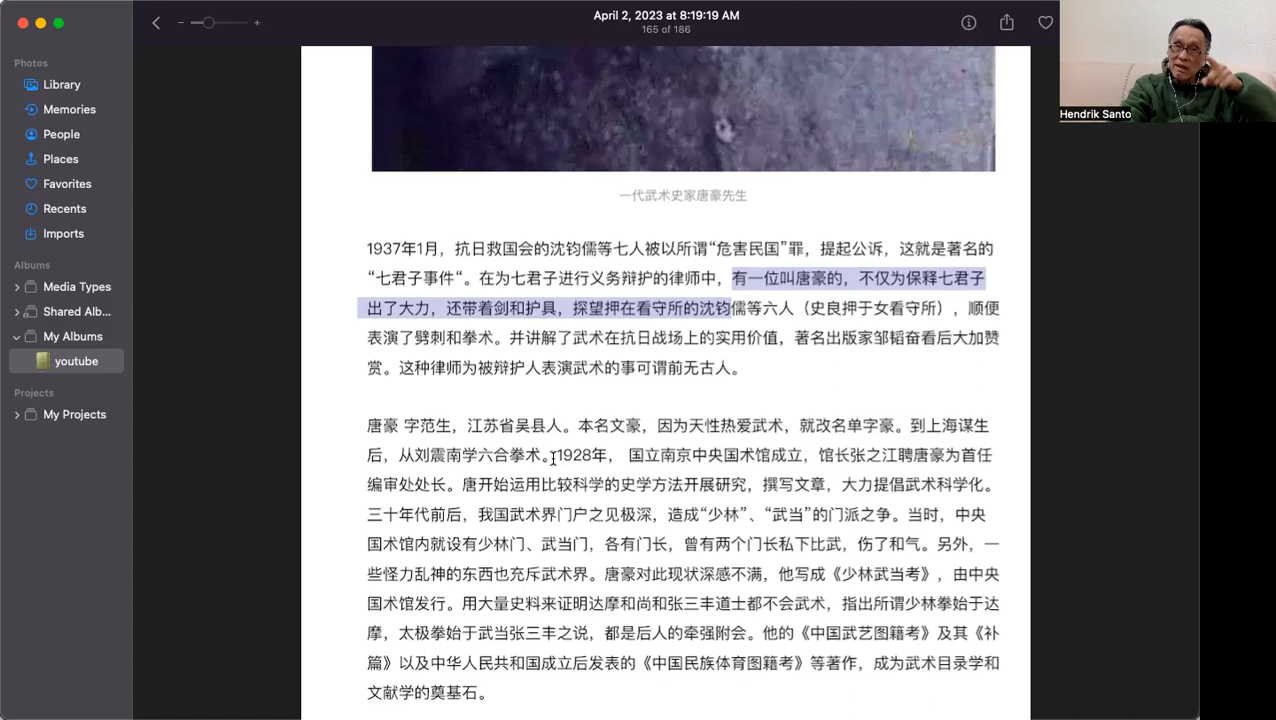 April 2, 2023 at 8:19:19 AM
165 of 186
Photos
Library
Memories
People
Places
Favorites
Recents
Imports
Albums
Media Types
Shared Alb...
My Albums
youtube
Projects
My Projects
Hendrik Santo
一代武术史家唐豪先生
1937年1月，抗日救国会的沈钧儒等七人被以所谓“危害民国”罪，提起公诉，这就是著名的
“七君子事件“。在为七君子进行义务辩护的律师中，有一位叫唐豪的，不仅为保释七君子
出了大力，还带着剑和护具，探望押在看守所的沈钧儒等六人（史良押于女看守所），顺便
表演了劈刺和拳术。并讲解了武术在抗日战场上的实用价值，著名出版家邹韬奋看后大加赞
赏。这种律师为被辩护人表演武术的事可谓前无古人。
唐豪 字范生，江苏省吴县人。本名文豪，因为天性热爱武术，就改名单字豪。到上海谋生
后，从刘震南学六合拳术。1928年， 国立南京中央国术馆成立，馆长张之江聘唐豪为首任
编审处处长。唐开始运用比较科学的史学方法开展研究，撰写文章，大力提倡武术科学化。
三十年代前后，我国武术界门户之见极深，造成“少林”、“武当”的门派之争。当时，中央
国术馆内就设有少林门、武当门，各有门长，曾有两个门长私下比武，伤了和气。另外，一
些怪力乱神的东西也充斥武术界。唐豪对此现状深感不满，他写成《少林武当考》，由中央
国术馆发行。用大量史料来证明达摩和尚和张三丰道士都不会武术，指出所谓少林拳始于达
摩，太极拳始于武当张三丰之说，都是后人的牵强附会。他的《中国武艺图籍考》及其《补
篇》以及中华人民共和国成立后发表的《中国民族体育图籍考》等著作，成为武术目录学和
文献学的奠基石。